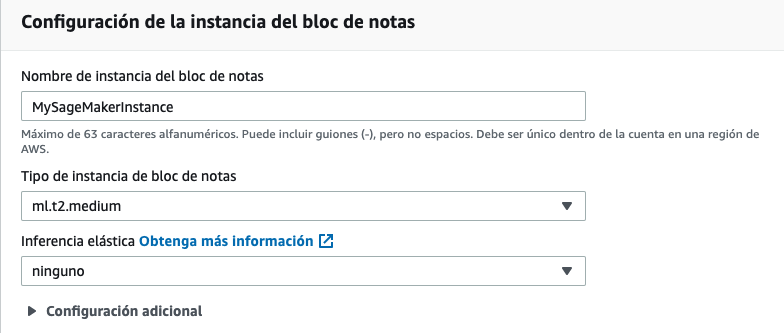 Configuración de la instancia del bloc de notas
Nombre de instancia del bloc de notas
MySageMakerInstance
Máximo de 63 caracteres alfanuméricos. Puede incluir guiones (-), pero no espacios. Debe ser único dentro de la cuenta en una región de
AWS.
Tipo de instancia de bloc de notas
ml.t2.medium
Inferencia elástica Obtenga más información
ninguno
Configuración adicional